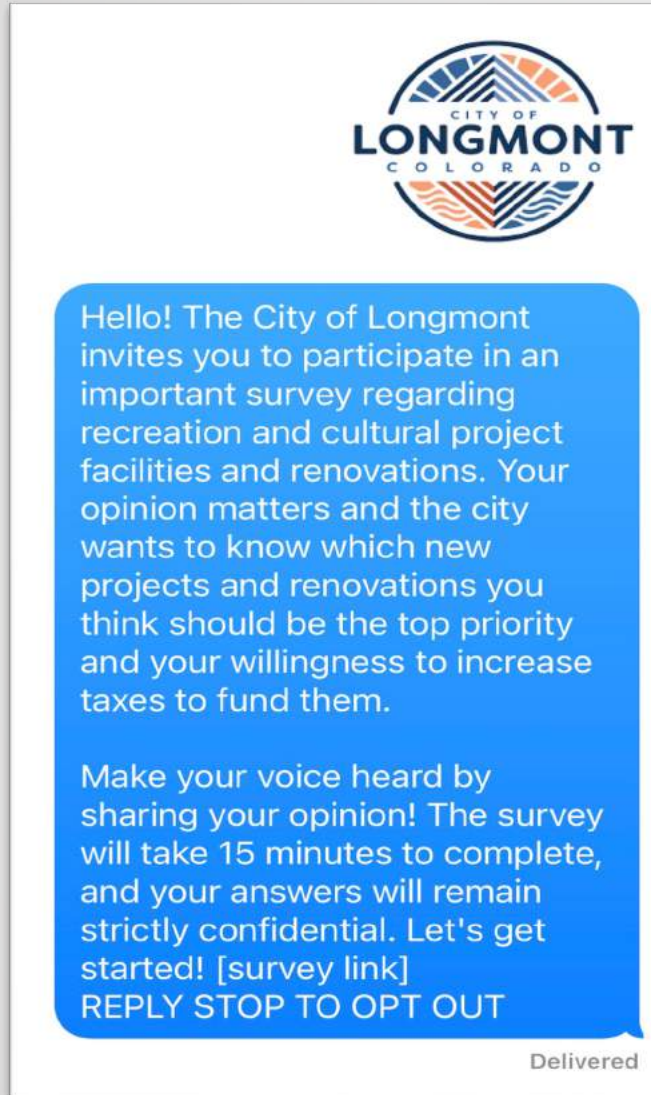 CITY OF
LONGMONT
COLORADO
Hello! The City of Longmont
invites you to participate in an
important survey regarding
recreation and cultural project
facilities and renovations. Your
opinion matters and the city
wants to know which new
projects and renovations you
think should be the top priority
and your willingness to increase
taxes to fund them.
Make your voice heard by
sharing your opinion! The survey
will take 15 minutes to complete,
and your answers will remain
strictly confidential. Let's get
started! [survey link]
REPLY STOP TO OPT OUT
Delivered